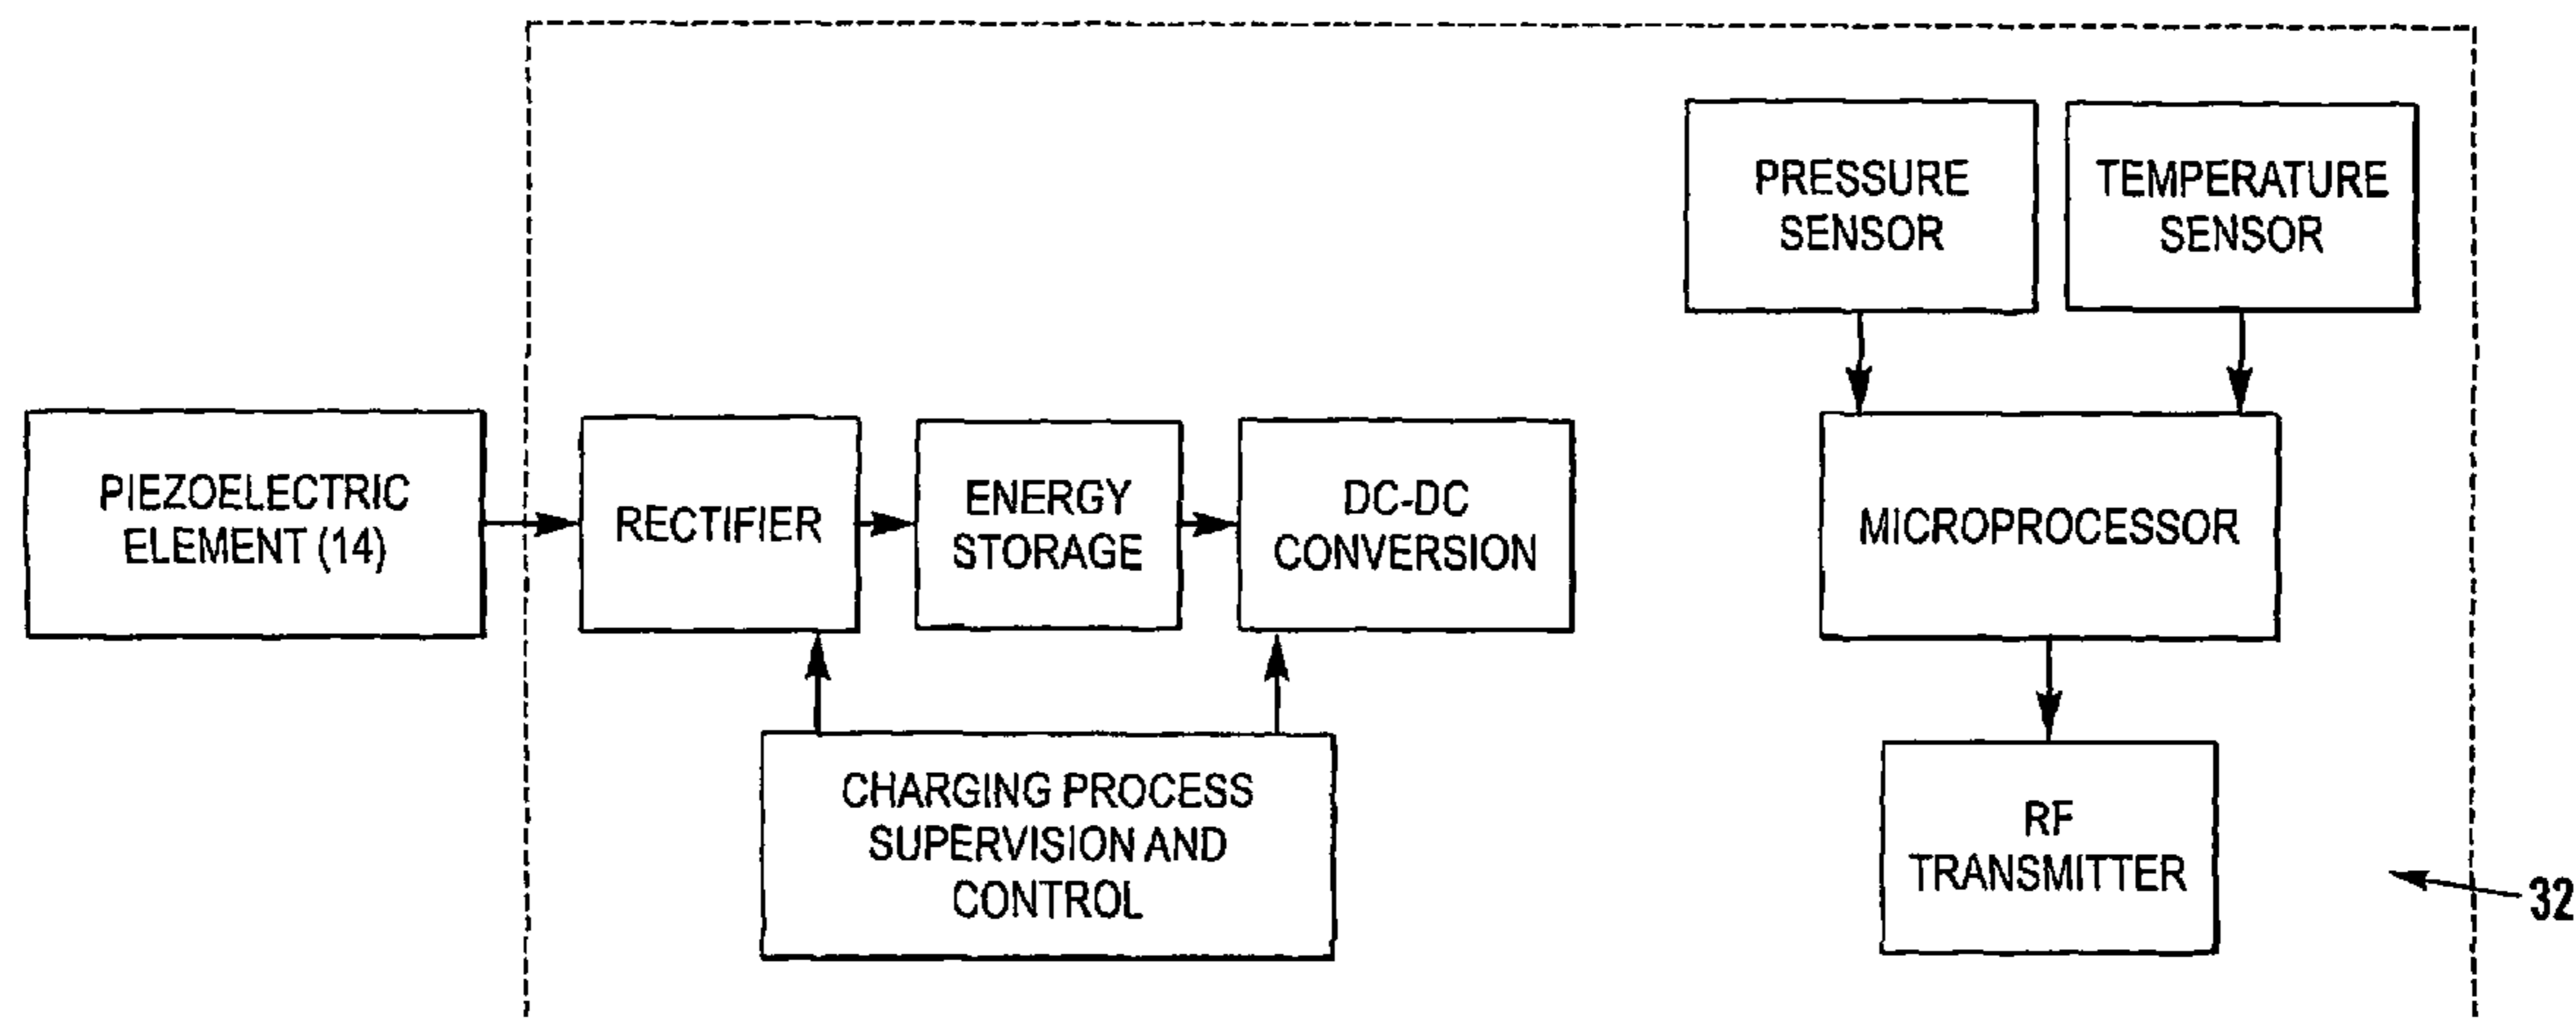 PRESSURE
SENSOR
TEMPERATURE
SENSOR
PIEZOELECTRIC
ELEMENT (14)
RECTIFIER
ENERGY
STORAGE
DC-DC
CONVERSION
MICROPROCESSOR
CHARGING PROCESS
SUPERVISION AND
CONTROL
RF
TRANSMITTER
32